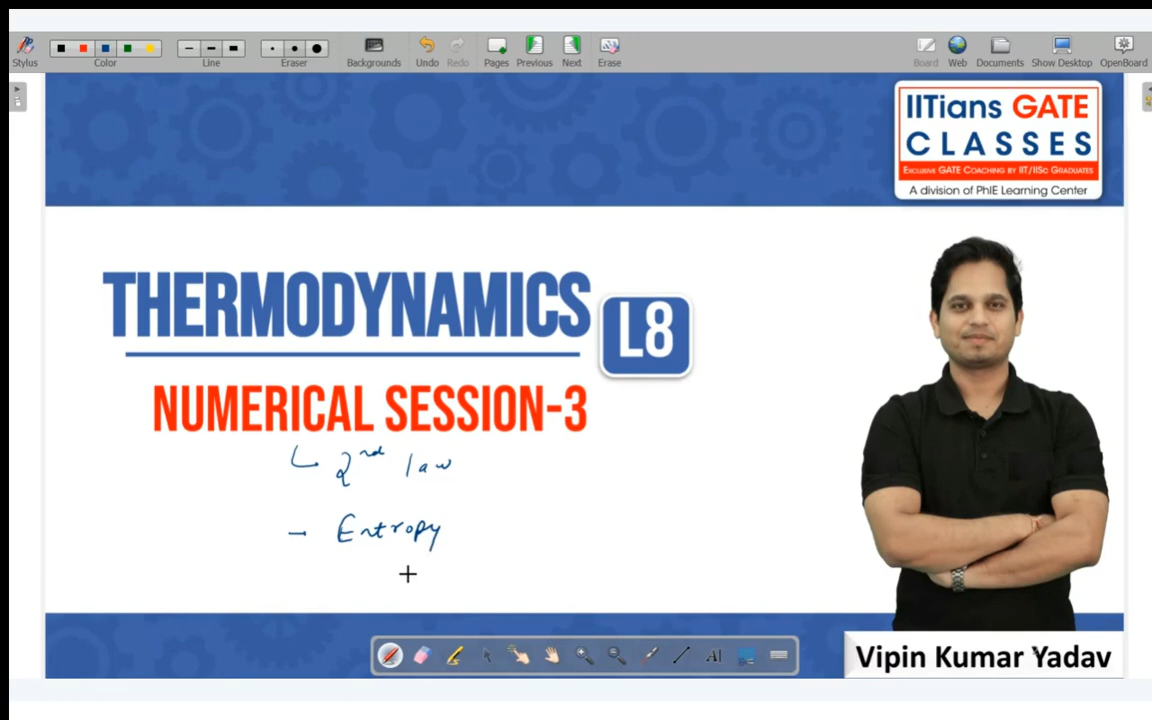 Stylus Color Line Eraser Backgrounds Undo Redo Pages Previous Next Erase Board Web Documents Show Desktop OpenBoard
IITians GATE
CLASSES
EXCLUSIVE GATE COACHING BY IIT/IISc GRADUATES
A division of PhIE Learning Center
THERMODYNAMICS L8
NUMERICAL SESSION-3
2nd law
- Entropy
AI
Vipin Kumar Yadav